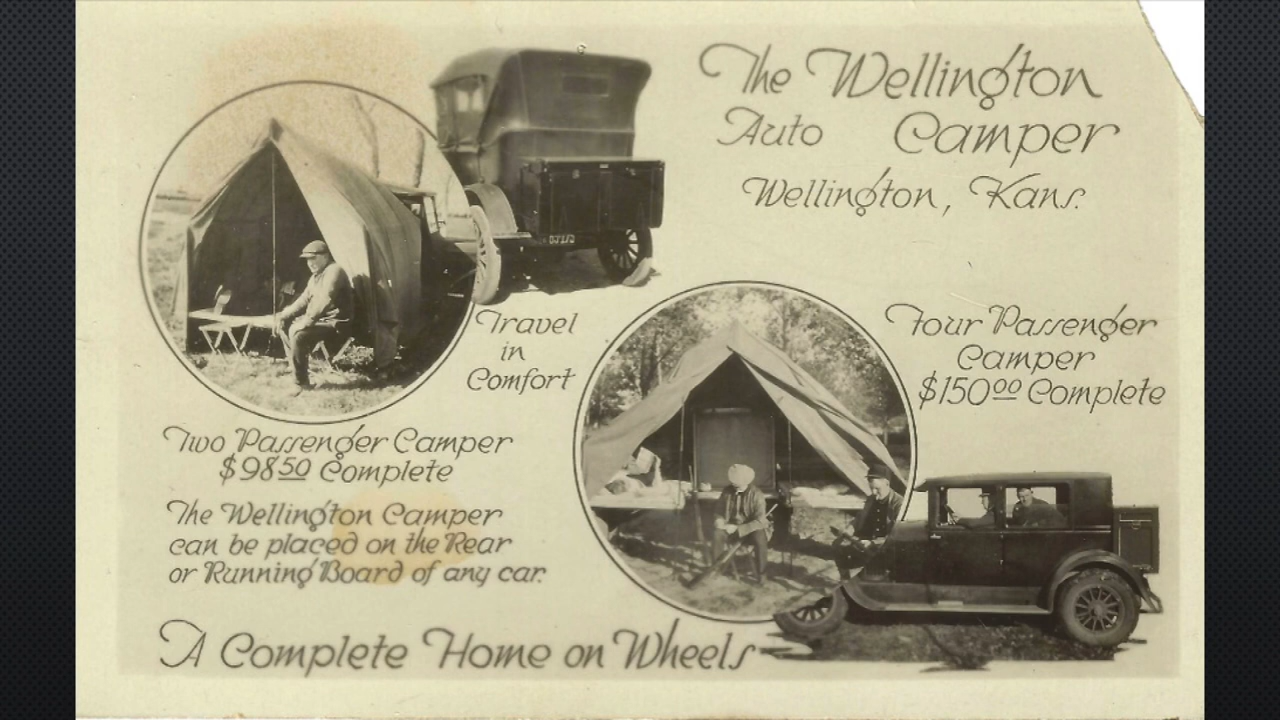 The Wellington
Auto Camper
Wellington, Kans.
Travel
in
Comfort
Four Passenger
Camper
$150.00 Complete
Two Passenger Camper
$98.50 Complete
The Wellington Camper
can be placed on the Rear
or Running Board of any car.
A Complete Home on Wheels